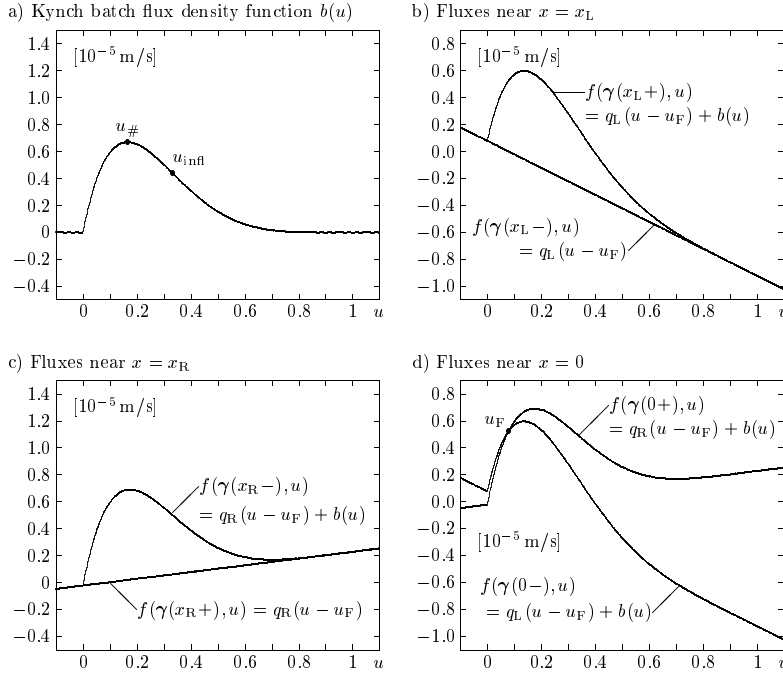 a) Kynch batch flux density function b(u)
1.4
[10⁻⁵ m/s]
1.2
1.0
0.8
u#
0.6
u_infl
0.4
0.2
0
−0.2
−0.4
0 0.2 0.4 0.6 0.8 1 u
b) Fluxes near x = x_L
0.8
[10⁻⁵ m/s]
0.6
f(γ(x_L+), u)
0.4
= q_L(u − u_F) + b(u)
0.2
0
−0.2
−0.4
f(γ(x_L−), u)
−0.6
= q_L(u − u_F)
−0.8
−1.0
0 0.2 0.4 0.6 0.8 1 u
c) Fluxes near x = x_R
1.4
[10⁻⁵ m/s]
1.2
1.0
0.8
f(γ(x_R−), u)
0.6
= q_R(u − u_F) + b(u)
0.4
0.2
0
−0.2
f(γ(x_R+), u) = q_R(u − u_F)
−0.4
0 0.2 0.4 0.6 0.8 1 u
d) Fluxes near x = 0
0.8
f(γ(0+), u)
u_F
0.6
= q_R(u − u_F) + b(u)
0.4
0.2
0
−0.2
[10⁻⁵ m/s]
−0.4
−0.6
f(γ(0−), u)
−0.8
= q_L(u − u_F) + b(u)
−1.0
0 0.2 0.4 0.6 0.8 1 u